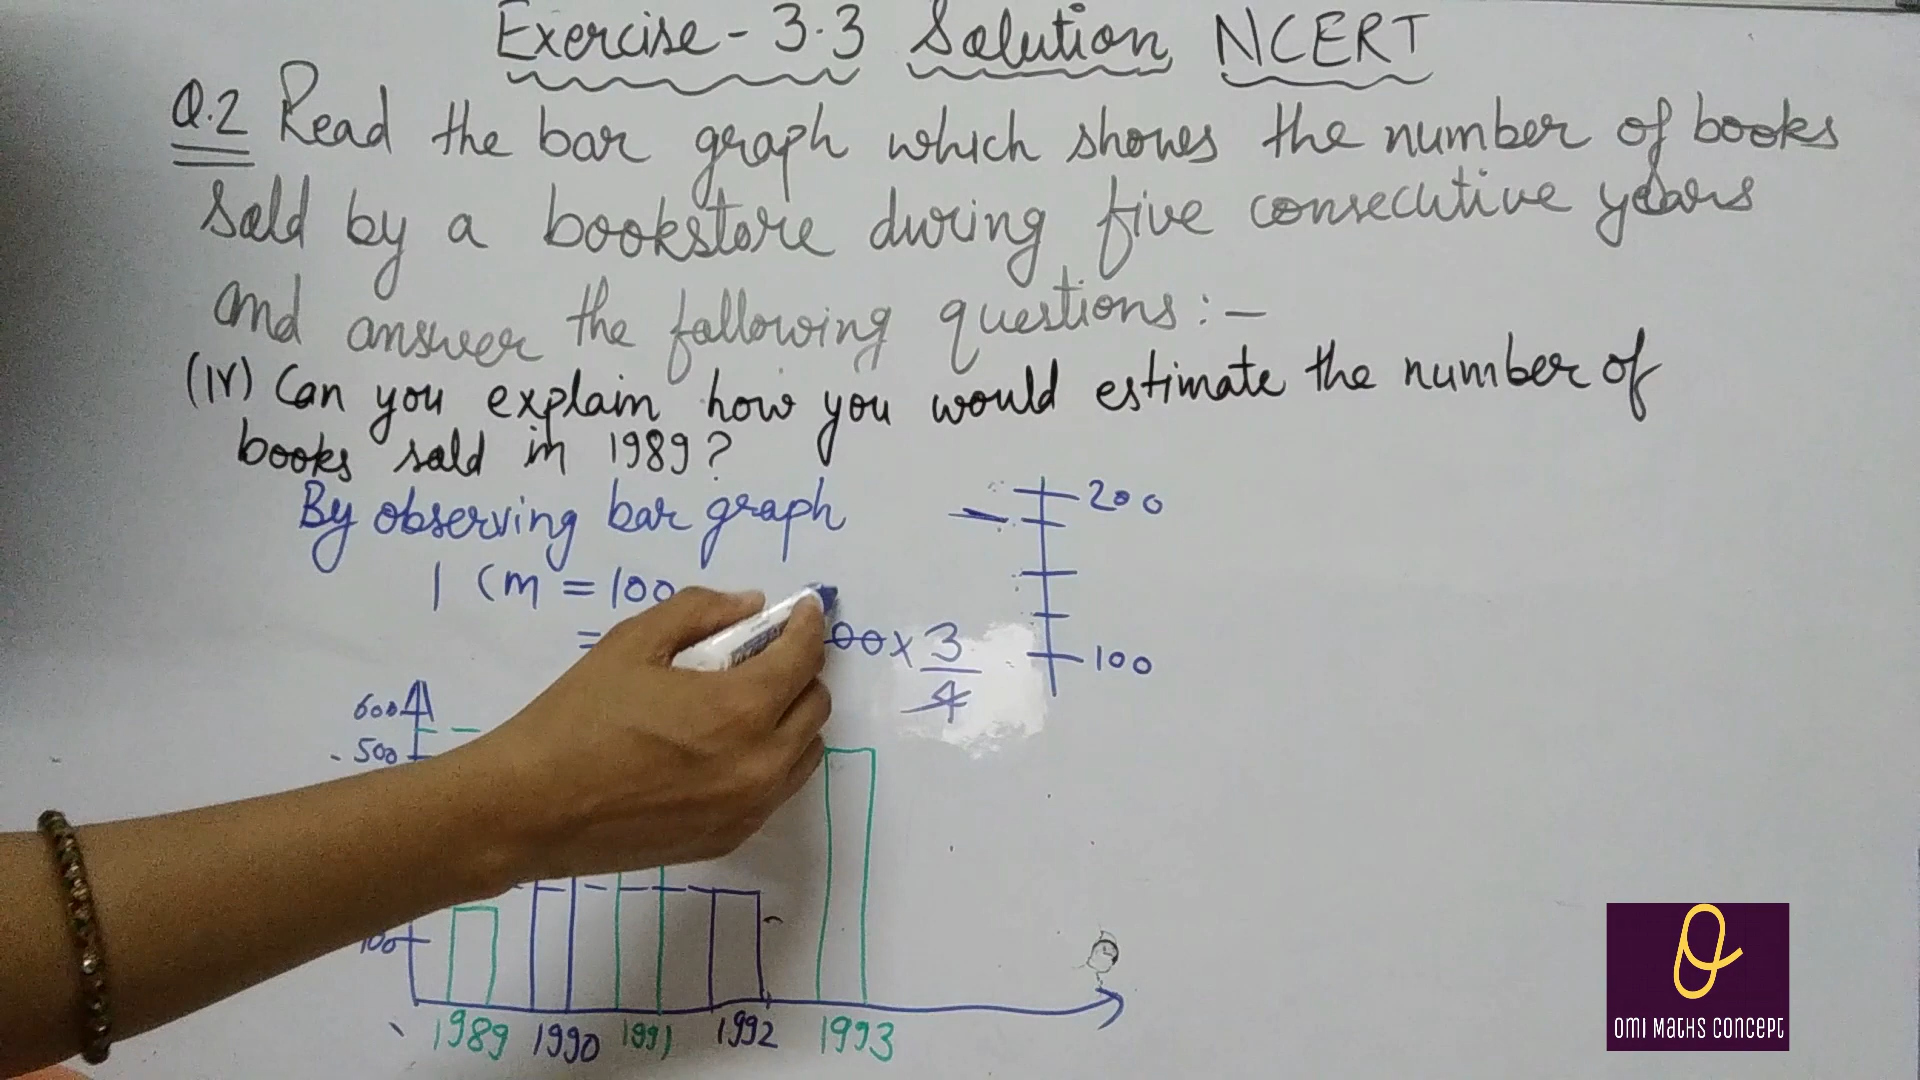 Exercise - 3.3 Solution NCERT
Q.2 Read the bar graph which shows the number of books
sold by a bookstore during five consecutive years
and answer the following questions:-
(IV) Can you explain how you would estimate the number of
books sold in 1989?
By observing bar graph
1 cm = 100
= 00 x 3/4
200
100
600
500
100
1989 1990 1991 1992 1993
OMI MATHS CONCEPT